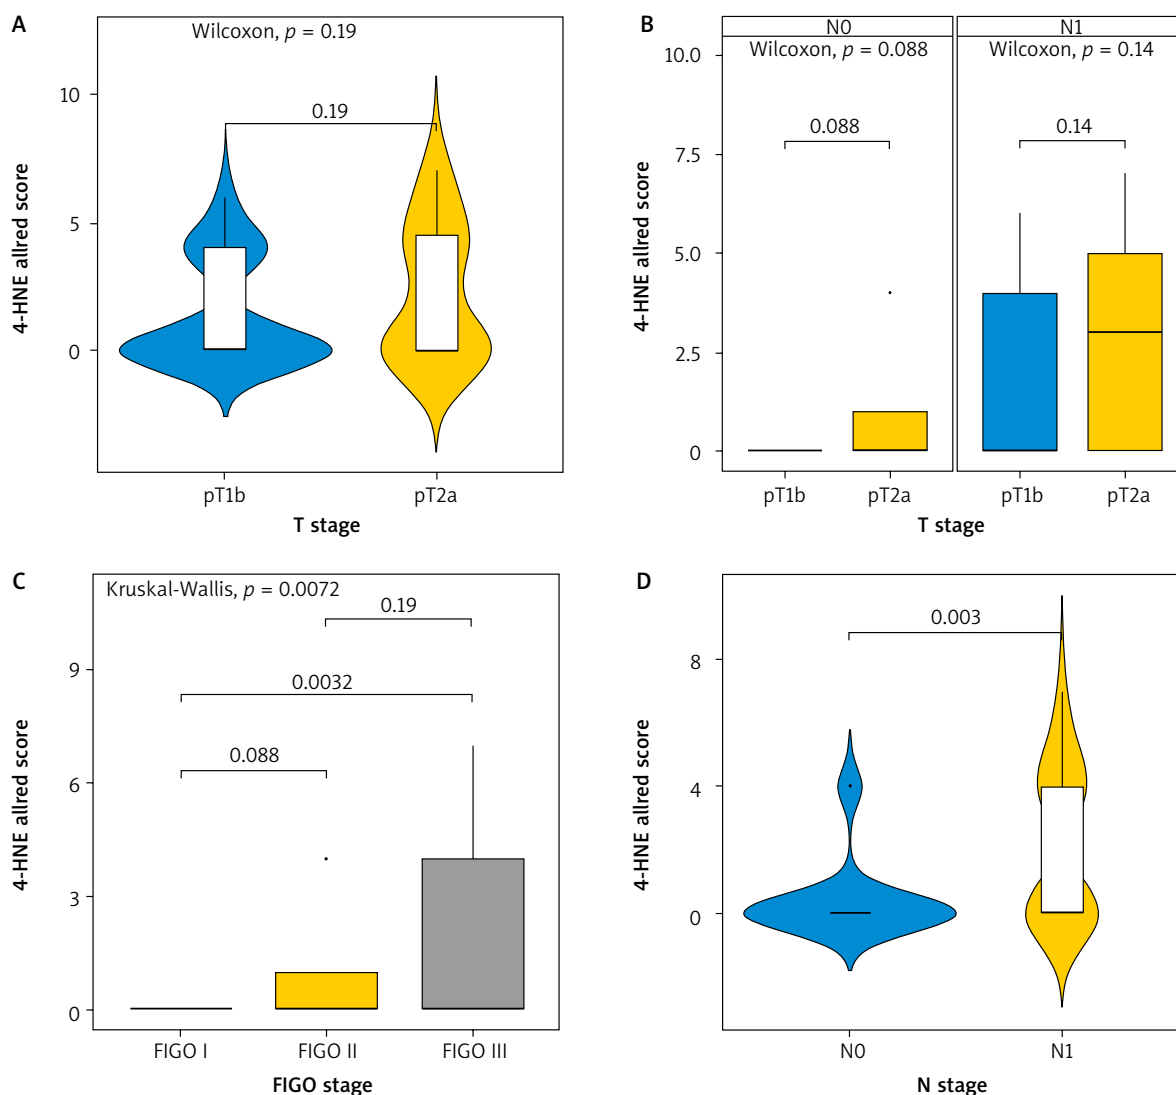 A
Wilcoxon, p = 0.19
0.19
10
5
0
4-HNE allred score
pT1b pT2a
T stage
B
N0 N1
Wilcoxon, p = 0.088 Wilcoxon, p = 0.14
0.088 0.14
10.0
7.5
5.0
2.5
0
4-HNE allred score
pT1b pT2a pT1b pT2a
T stage
C
Kruskal-Wallis, p = 0.0072
0.19
0.0032
0.088
9
6
3
0
4-HNE allred score
FIGO I FIGO II FIGO III
FIGO stage
D
0.003
8
4
0
4-HNE allred score
N0 N1
N stage